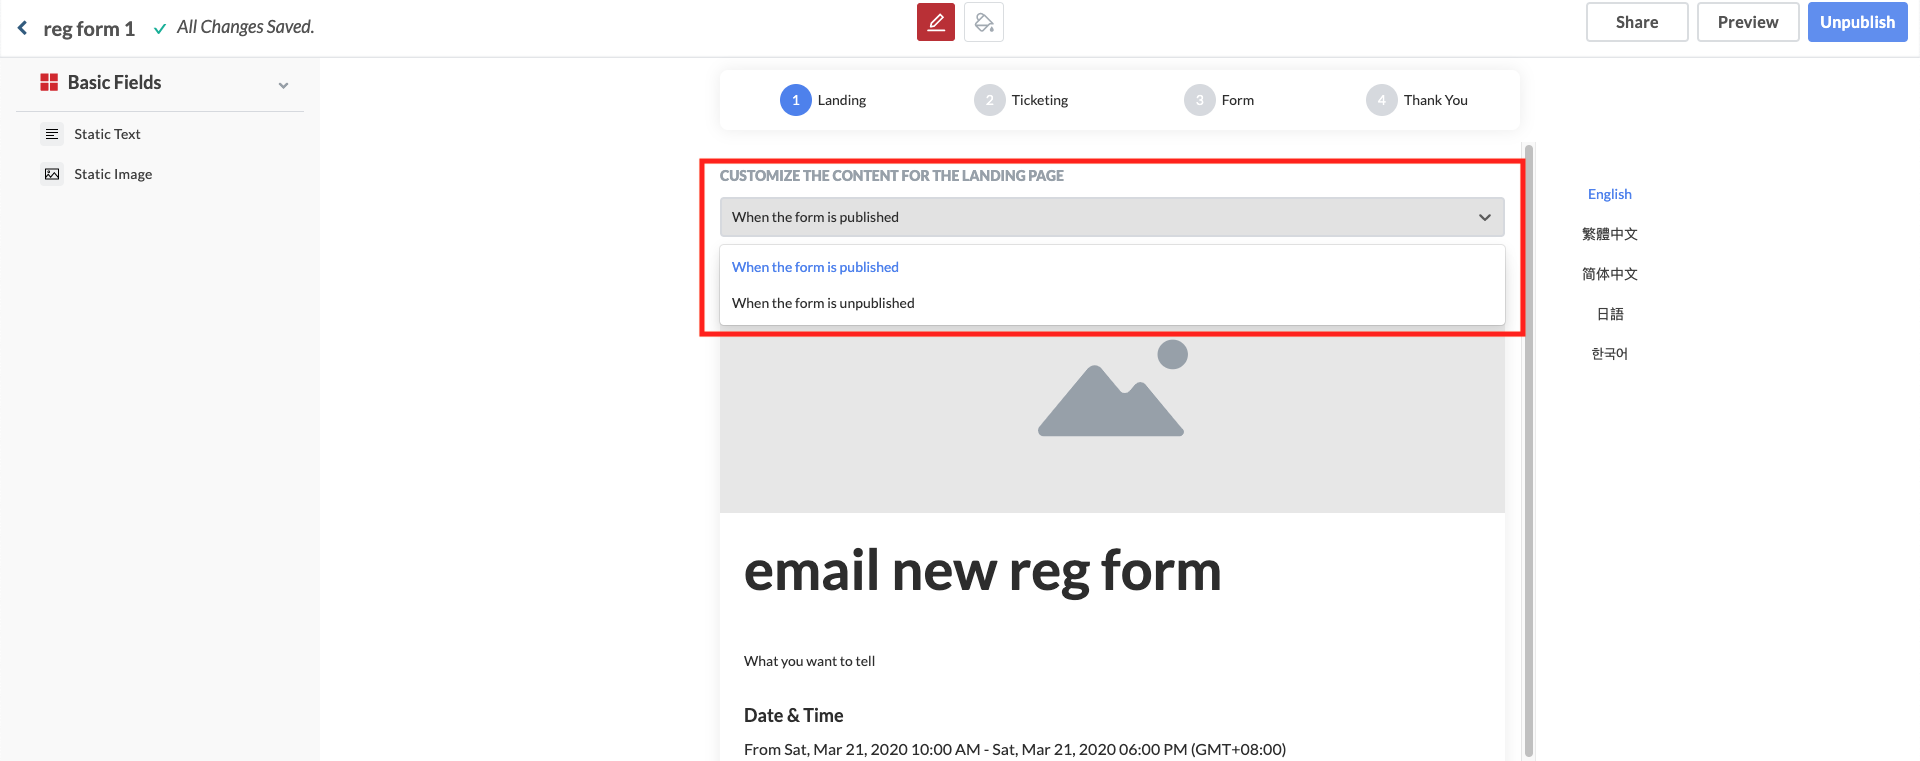 reg form 1
All Changes Saved.
Share
Preview
Unpublish
Basic Fields
Static Text
Static Image
1 Landing
2 Ticketing
3 Form
4 Thank You
CUSTOMIZE THE CONTENT FOR THE LANDING PAGE
When the form is published
When the form is published
When the form is unpublished
English
繁體中文
简体中文
日語
한국어
email new reg form
What you want to tell
Date & Time
From Sat, Mar 21, 2020 10:00 AM - Sat, Mar 21, 2020 06:00 PM (GMT+08:00)